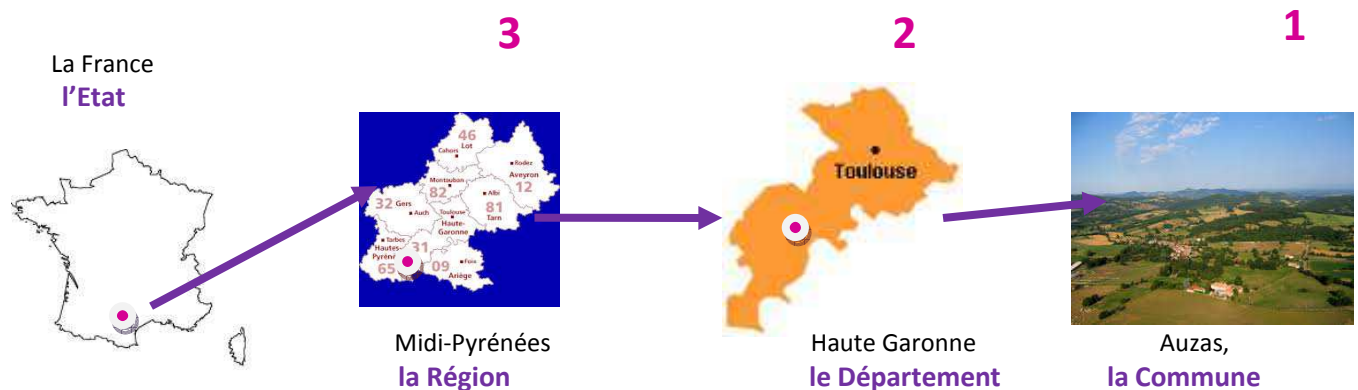 3
2
1
La France
l’Etat
46
Lot
Cahors
Rodez
Aveyron
12
Montauban
82
Albi
81
Tarn
32 Gers
Auch
Toulouse
Haute-
Garonne
31
Tarbes
Hautes
65
09
Foix
Ariège
Toulouse
Midi-Pyrénées
la Région
Haute Garonne
le Département
Auzas,
la Commune